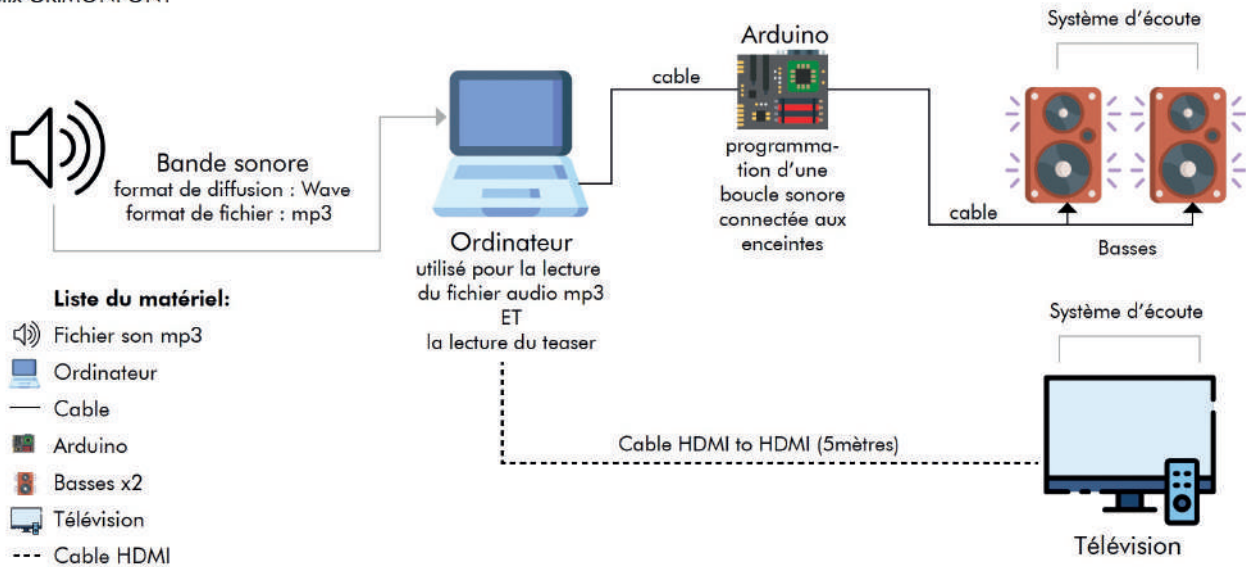 Système d'écoute
Arduino
cable
Bande sonore
format de diffusion : Wave
format de fichier : mp3
programma-
tion d'une
boucle sonore
connectée aux
enceintes
cable
Basses
Ordinateur
utilisé pour la lecture
du fichier audio mp3
ET
la lecture du teaser
Liste du matériel:
Fichier son mp3
Ordinateur
Cable
Arduino
Basses x2
Télévision
Cable HDMI
Système d'écoute
Cable HDMI to HDMI (5mètres)
Télévision